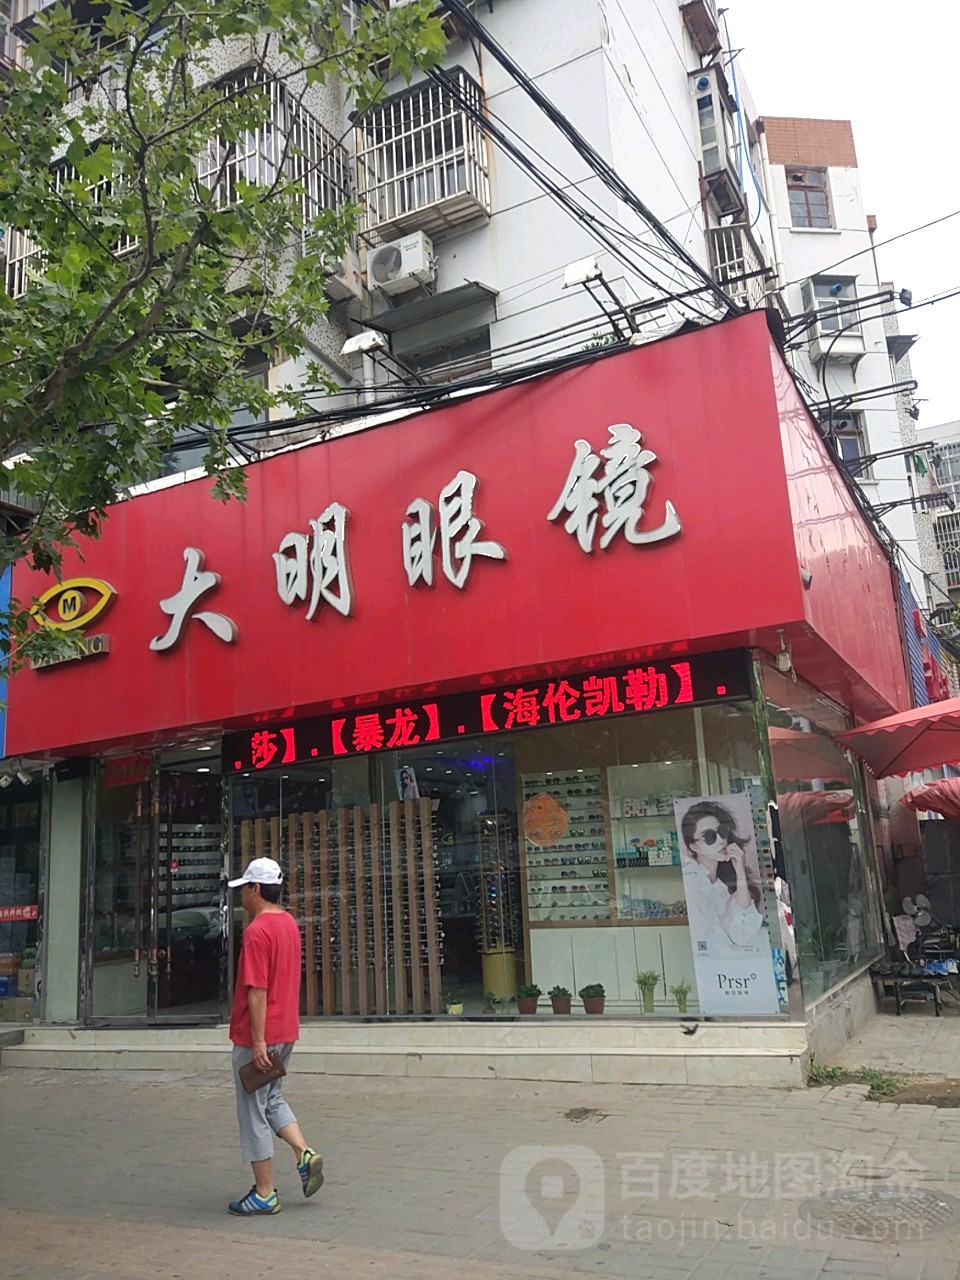 大明眼镜
M
.莎】.【暴龙】.【海伦凯勒】.
Prsr
百度地图淘金
taojin.baidu.com